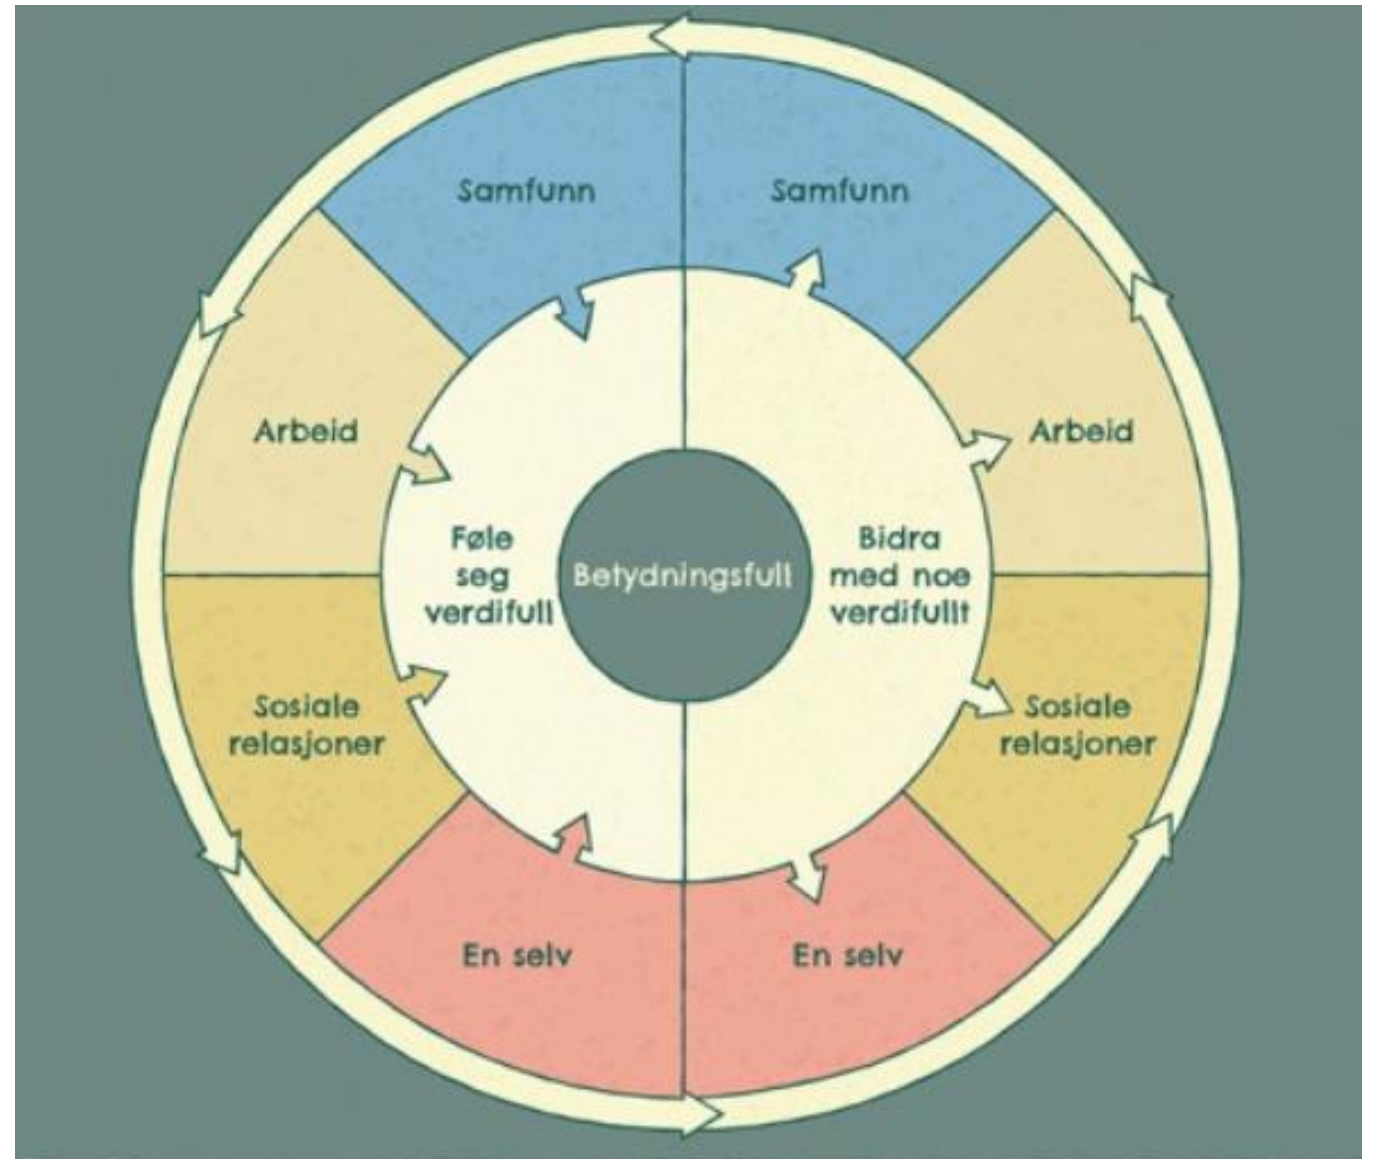 Samfunn
Samfunn
Arbeid
Arbeid
Føle
seg
verdifull
Betydningsfull
Bidra
med noe
verdifullt
Sosiale
relasjoner
Sosiale
relasjoner
En selv
En selv